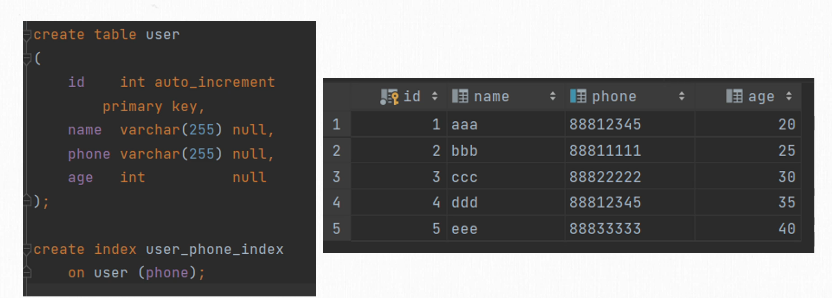 create table user
(
id int auto_increment
primary key,
name varchar(255) null,
phone varchar(255) null,
age int null
);
create index user_phone_index
on user (phone);
id name phone age
1 1 aaa 88812345 20
2 2 bbb 88811111 25
3 3 ccc 88822222 30
4 4 ddd 88812345 35
5 5 eee 88833333 40